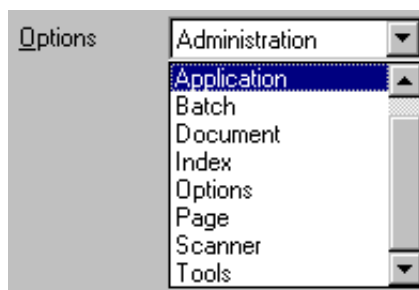 Options Administration
Application
Batch
Document
Index
Options
Page
Scanner
Tools